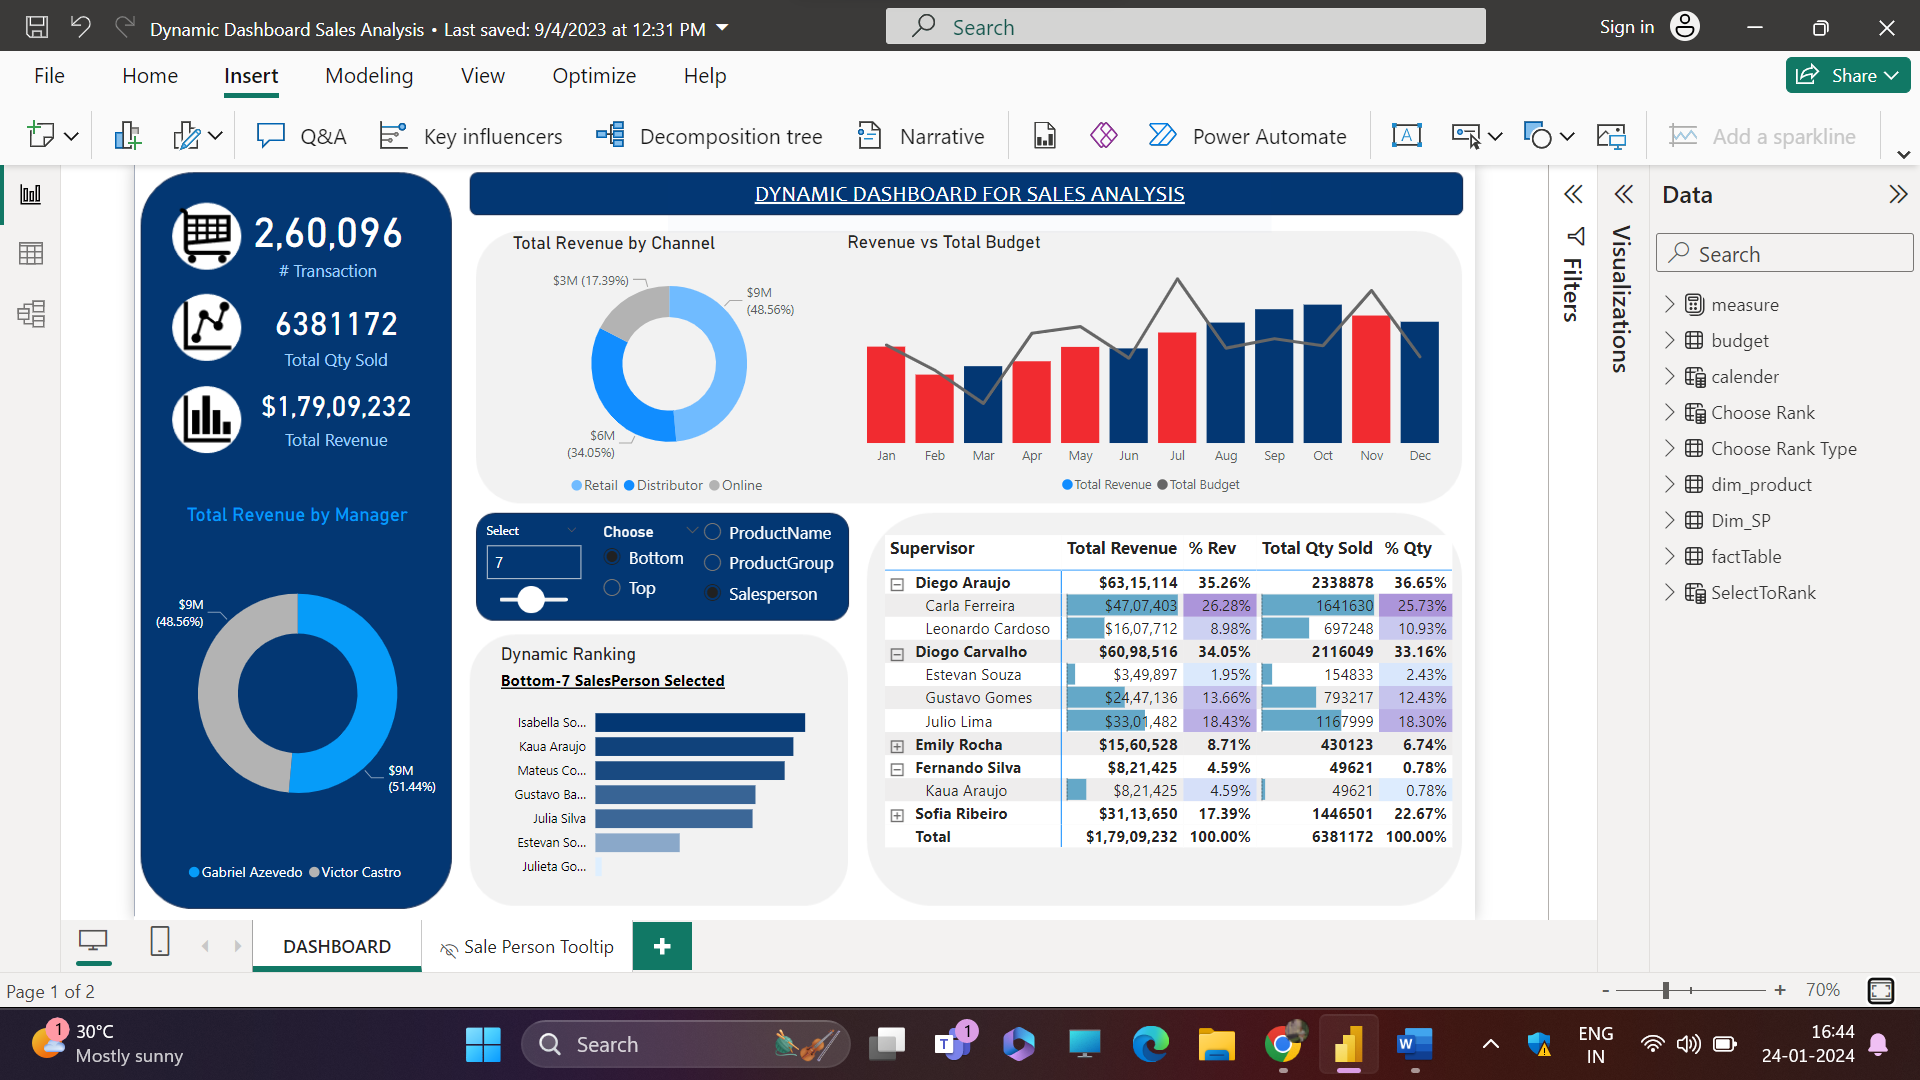 Dynamic Dashboard Sales Analysis • Last saved: 9/4/2023 at 12:31 PM
Search
Sign in
File Home Insert Modeling View Optimize Help
Share
Q&A Key influencers Decomposition tree Narrative Power Automate Add a sparkline
2,60,096
# Transaction
6381172
Total Qty Sold
$1,79,09,232
Total Revenue
Total Revenue by Manager
$9M
(48.56%)
$9M
(51.44%)
Gabriel Azevedo Victor Castro
DYNAMIC DASHBOARD FOR SALES ANALYSIS
Total Revenue by Channel
$3M (17.39%)
$9M
(48.56%)
$6M
(34.05%)
Retail Distributor Online
Revenue vs Total Budget
Jan Feb Mar Apr May Jun Jul Aug Sep Oct Nov Dec
Total Revenue Total Budget
Select
7
Choose
Bottom
Top
ProductName
ProductGroup
Salesperson
Dynamic Ranking
Bottom-7 SalesPerson Selected
Isabella So...
Kaua Araujo
Mateus Co...
Gustavo Ba...
Julia Silva
Estevan So...
Julieta Go...
Supervisor Total Revenue % Rev Total Qty Sold % Qty
Diego Araujo $63,15,114 35.26% 2338878 36.65%
Carla Ferreira $47,07,403 26.28% 1641630 25.73%
Leonardo Cardoso $16,07,712 8.98% 697248 10.93%
Diogo Carvalho $60,98,516 34.05% 2116049 33.16%
Estevan Souza $3,49,897 1.95% 154833 2.43%
Gustavo Gomes $24,47,136 13.66% 793217 12.43%
Julio Lima $33,01,482 18.43% 1167999 18.30%
Emily Rocha $15,60,528 8.71% 430123 6.74%
Fernando Silva $8,21,425 4.59% 49621 0.78%
Kaua Araujo $8,21,425 4.59% 49621 0.78%
Sofia Ribeiro $31,13,650 17.39% 1446501 22.67%
Total $1,79,09,232 100.00% 6381172 100.00%
Filters
Visualizations
Data
Search
measure
budget
calender
Choose Rank
Choose Rank Type
dim_product
Dim_SP
factTable
SelectToRank
DASHBOARD
Sale Person Tooltip
Page 1 of 2
- + 70%
1
30°C
Mostly sunny
Search
1
ENG
IN
16:44
24-01-2024